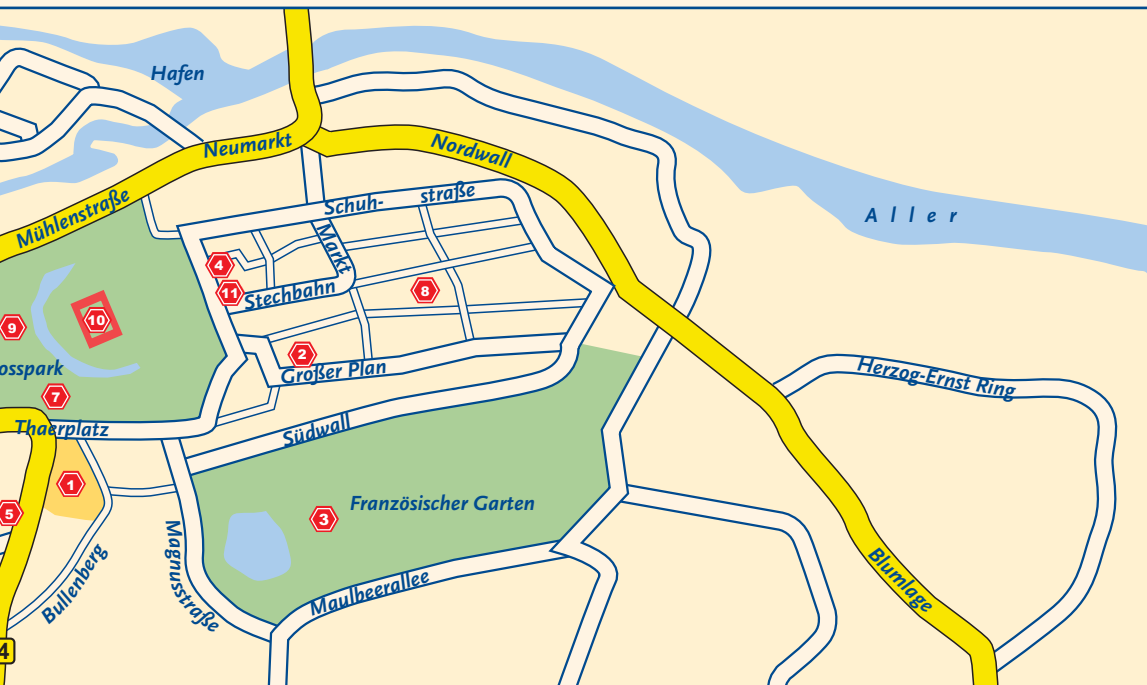 Hafen
Neumarkt
Nordwall
Mühlenstraße
Schuh-
straße
Aller
Markt
4
11
Stechbahn
8
9
10
osspark
2
Großer Plan
Herzog-Ernst Ring
7
Thaerplatz
Südwall
1
5
3
Französischer Garten
Magnusstraße
Bullenberg
Maulbeerallee
Blumlage
4